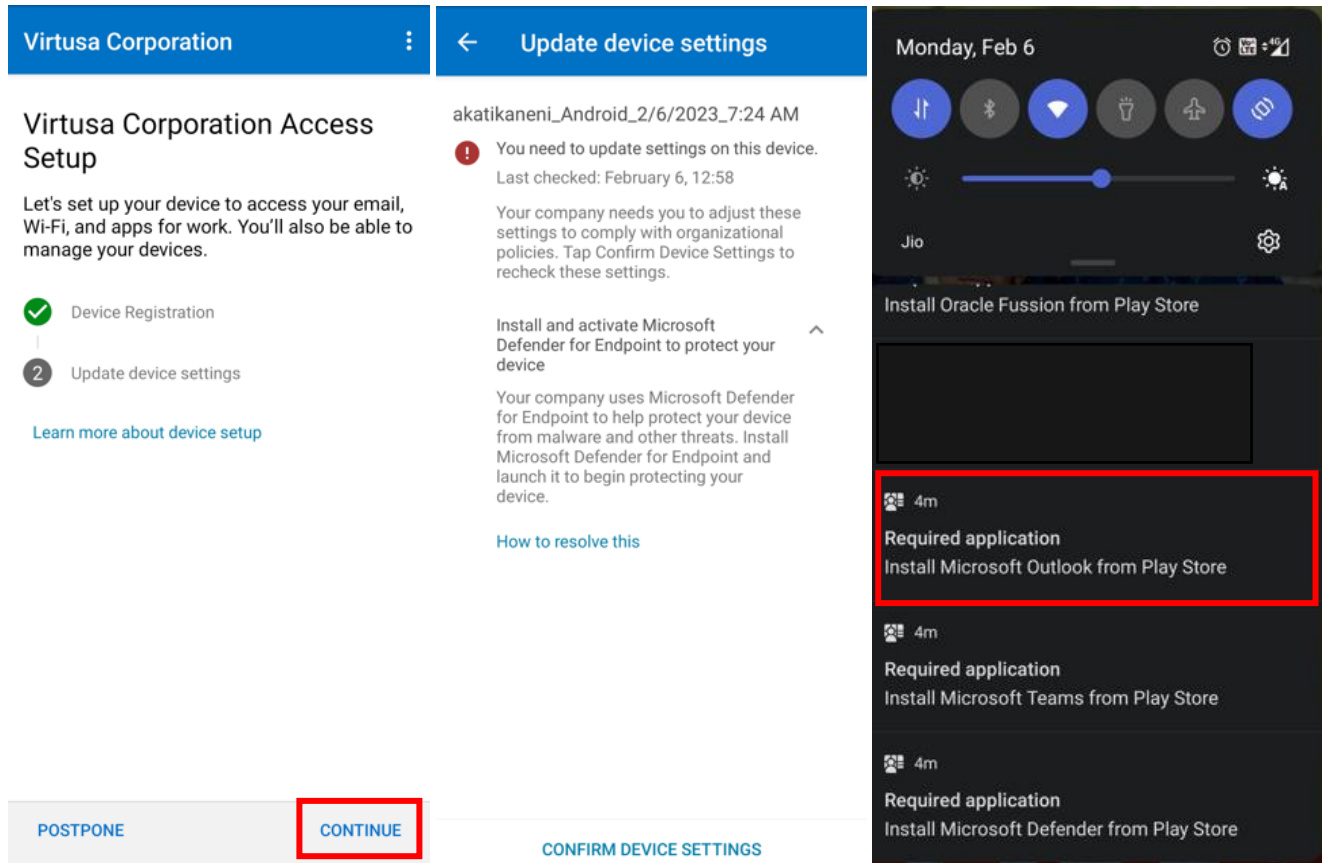 Virtusa Corporation
Virtusa Corporation Access
Setup
Let's set up your device to access your email,
Wi-Fi, and apps for work. You'll also be able to
manage your devices.
Device Registration
2 Update device settings
Learn more about device setup
POSTPONE
CONTINUE
Update device settings
akatikaneni_Android_2/6/2023_7:24 AM
You need to update settings on this device.
Last checked: February 6, 12:58
Your company needs you to adjust these
settings to comply with organizational
policies. Tap Confirm Device Settings to
recheck these settings.
Install and activate Microsoft
Defender for Endpoint to protect your
device
Your company uses Microsoft Defender
for Endpoint to help protect your device
from malware and other threats. Install
Microsoft Defender for Endpoint and
launch it to begin protecting your
device.
How to resolve this
CONFIRM DEVICE SETTINGS
Monday, Feb 6
4G
A
Jio
Install Oracle Fussion from Play Store
4m
Required application
Install Microsoft Outlook from Play Store
4m
Required application
Install Microsoft Teams from Play Store
4m
Required application
Install Microsoft Defender from Play Store